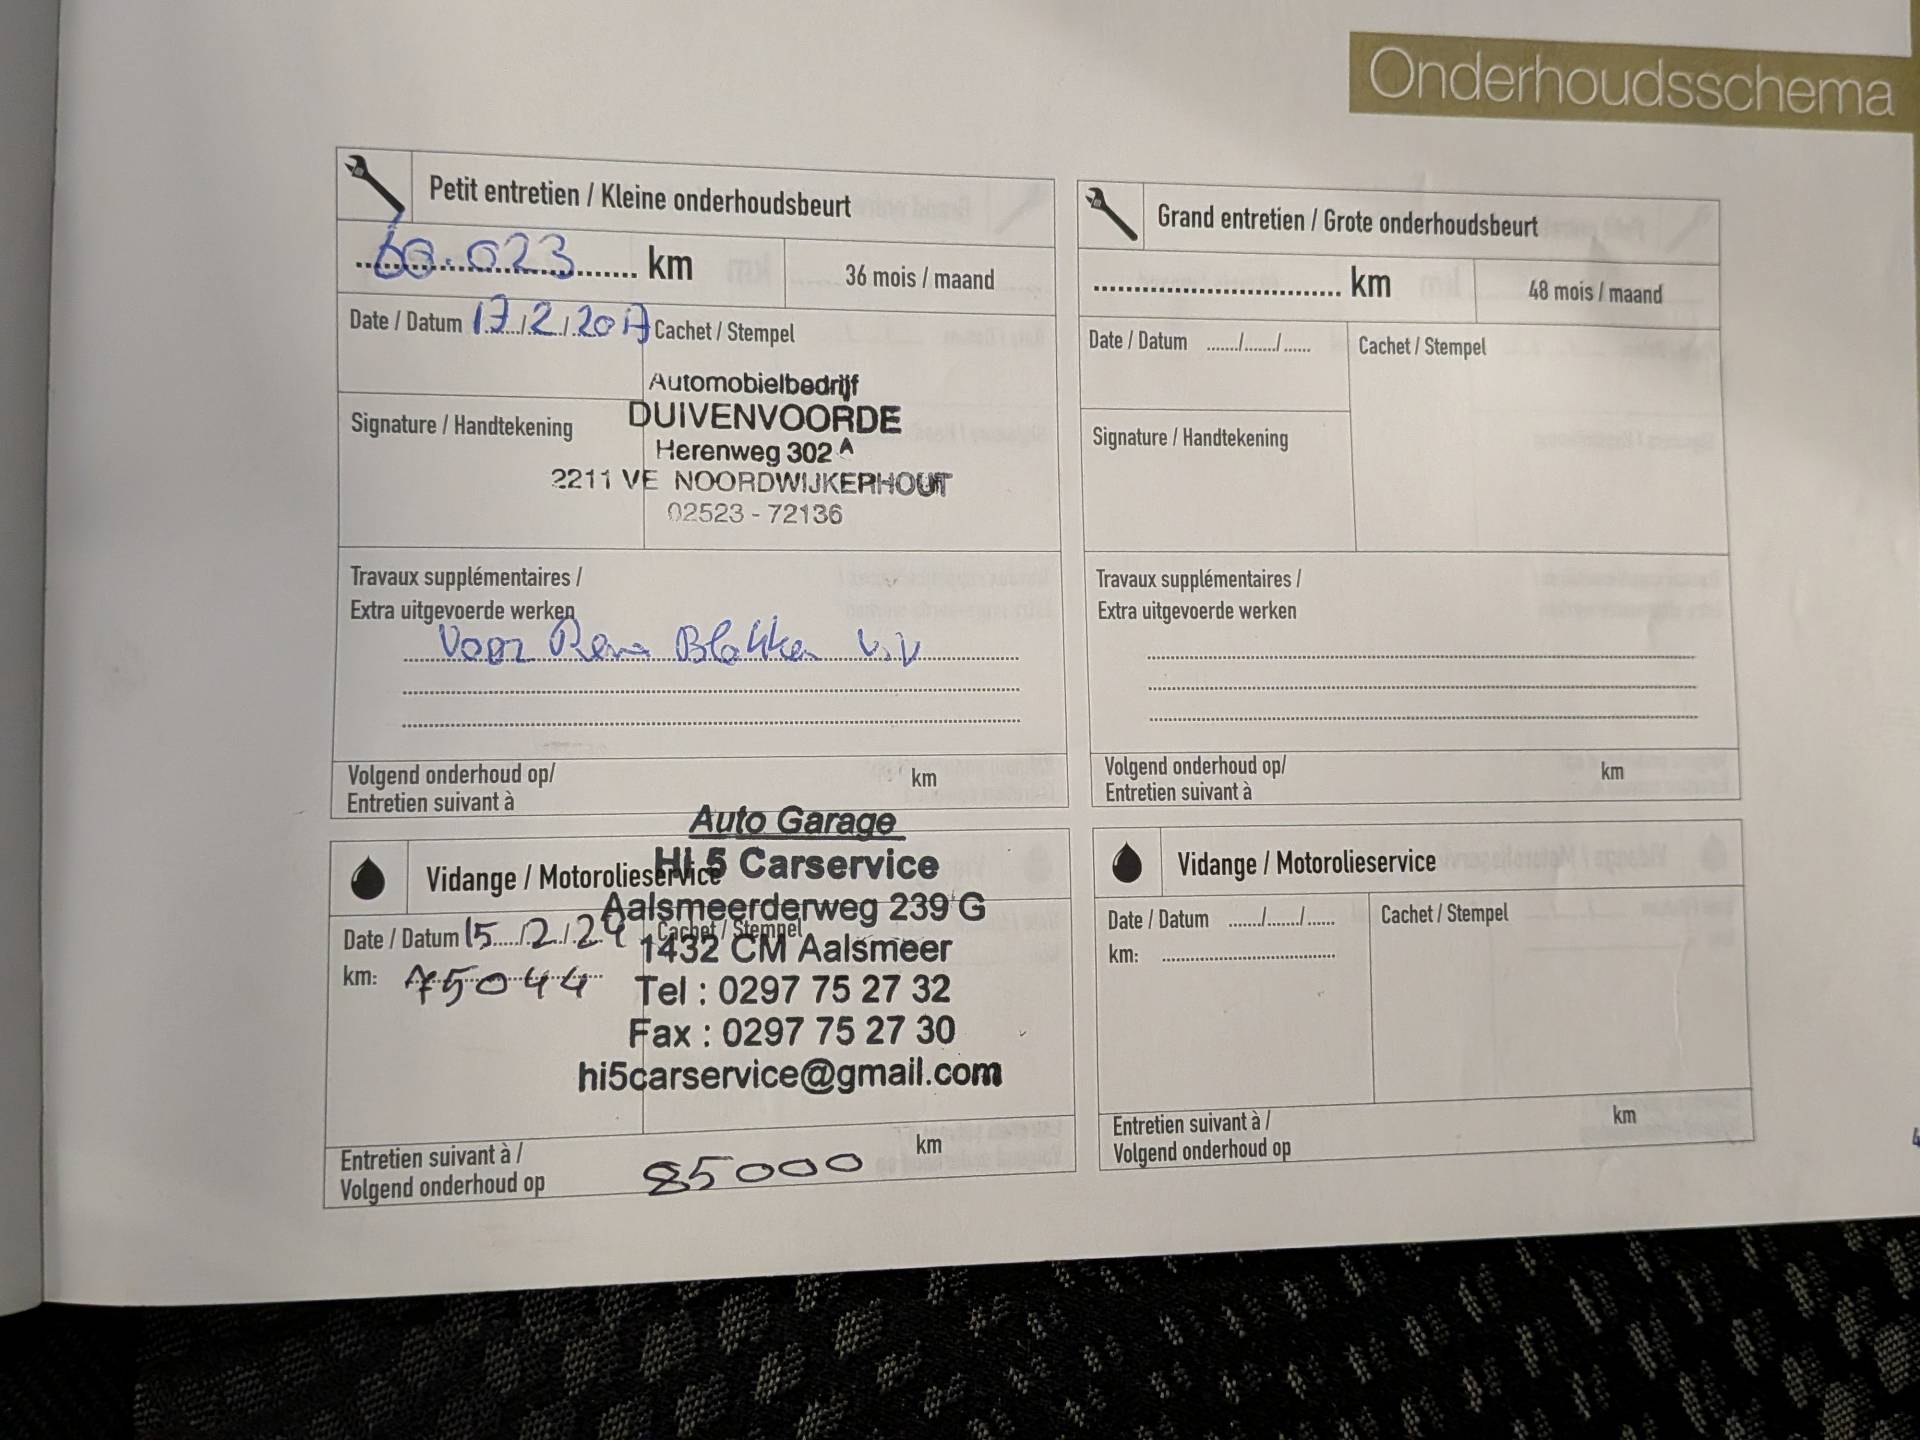 Onderhoudsschema
Petit entretien / Kleine onderhoudsbeurt
60.023 km
36 mois / maand
Date / Datum 17/2/2017
Cachet / Stempel
Automobielbedrijf
DUIVENVOORDE
Herenweg 302 A
2211 VE NOORDWIJKERHOUT
02523 - 72136
Signature / Handtekening
Travaux supplémentaires /
Extra uitgevoerde werken
Voor Rem Blokken V.V
Volgend onderhoud op/
Entretien suivant à
km
Grand entretien / Grote onderhoudsbeurt
km
48 mois / maand
Date / Datum ....../....../......
Cachet / Stempel
Signature / Handtekening
Travaux supplémentaires /
Extra uitgevoerde werken
Volgend onderhoud op/
Entretien suivant à
km
Vidange / Motorolieservice
Date / Datum 15/2/24
Cachet / Stempel
km: 75044
Auto Garage
Hi 5 Carservice
Aalsmeerderweg 239 G
1432 CM Aalsmeer
Tel : 0297 75 27 32
Fax : 0297 75 27 30
hi5carservice@gmail.com
Entretien suivant à /
Volgend onderhoud op
85000 km
Vidange / Motorolieservice
Date / Datum ....../....../......
Cachet / Stempel
km:
Entretien suivant à /
Volgend onderhoud op
km